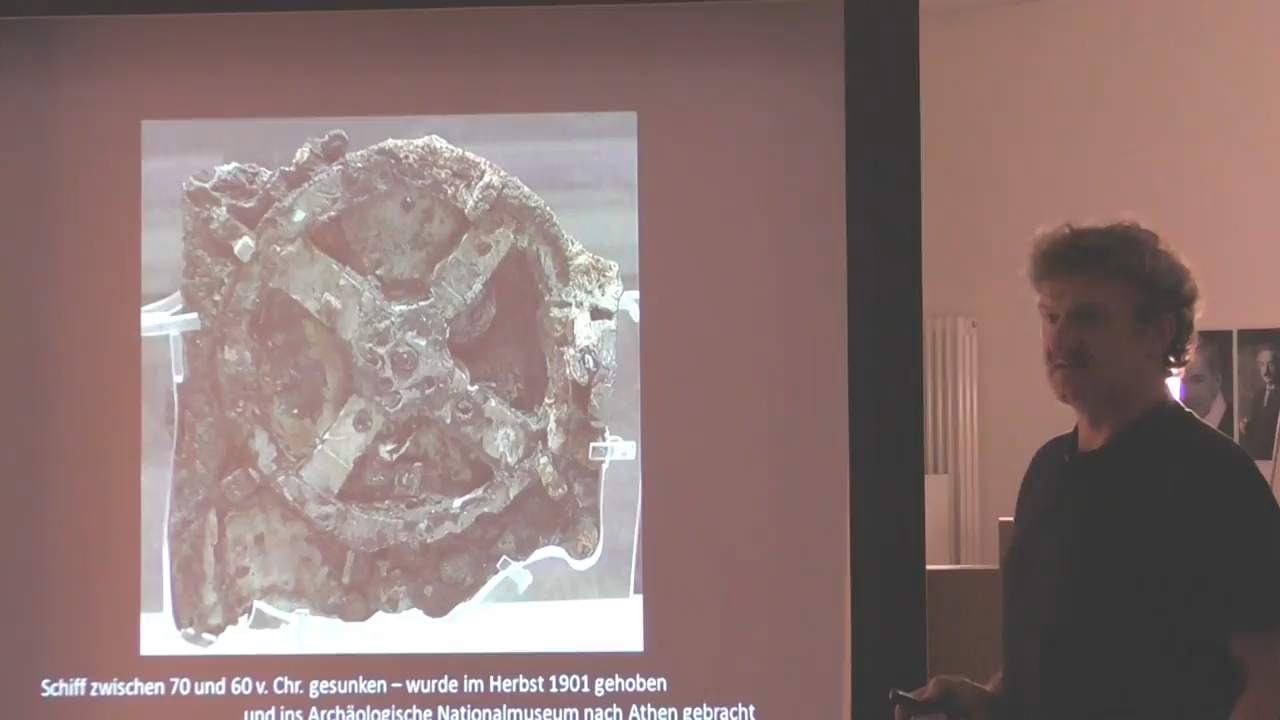 Schiff zwischen 70 und 60 v. Chr. gesunken – wurde im Herbst 1901 gehoben
und ins Archäologische Nationalmuseum nach Athen gebracht